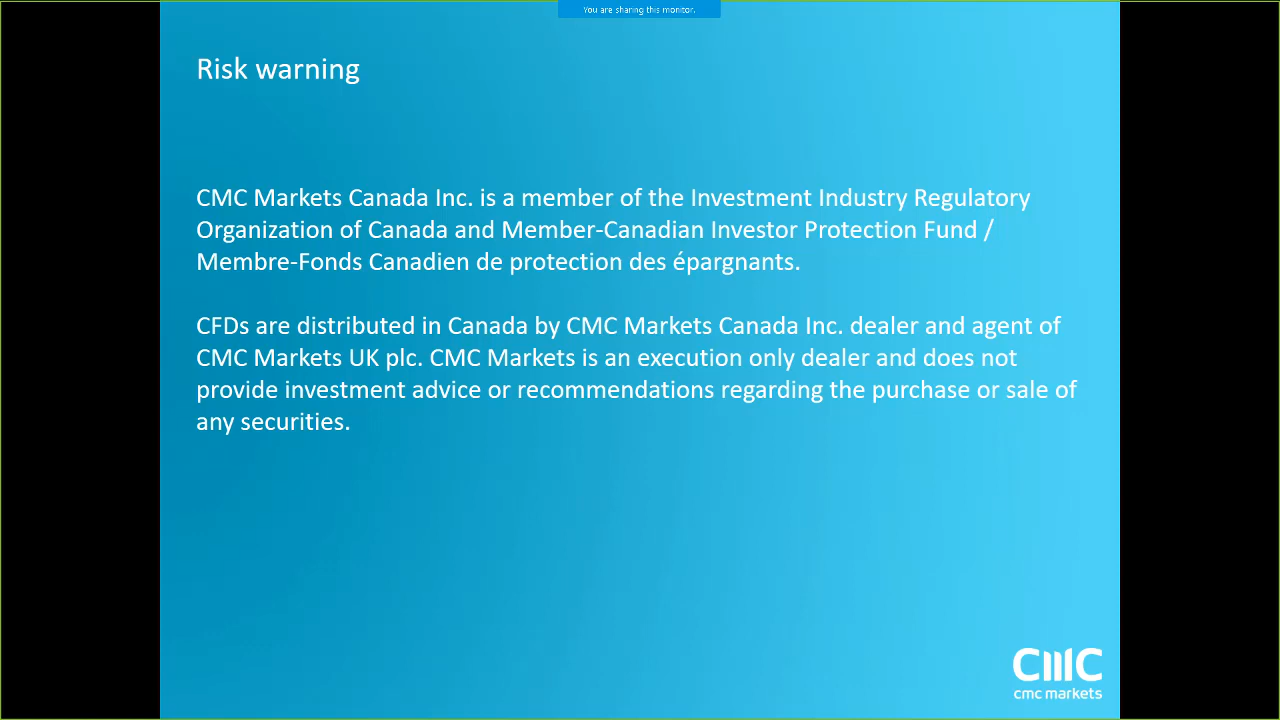 You are sharing this monitor.
Risk warning
CMC Markets Canada Inc. is a member of the Investment Industry Regulatory
Organization of Canada and Member-Canadian Investor Protection Fund /
Membre-Fonds Canadien de protection des épargnants.
CFDs are distributed in Canada by CMC Markets Canada Inc. dealer and agent of
CMC Markets UK plc. CMC Markets is an execution only dealer and does not
provide investment advice or recommendations regarding the purchase or sale of
any securities.
CMC
cmc markets